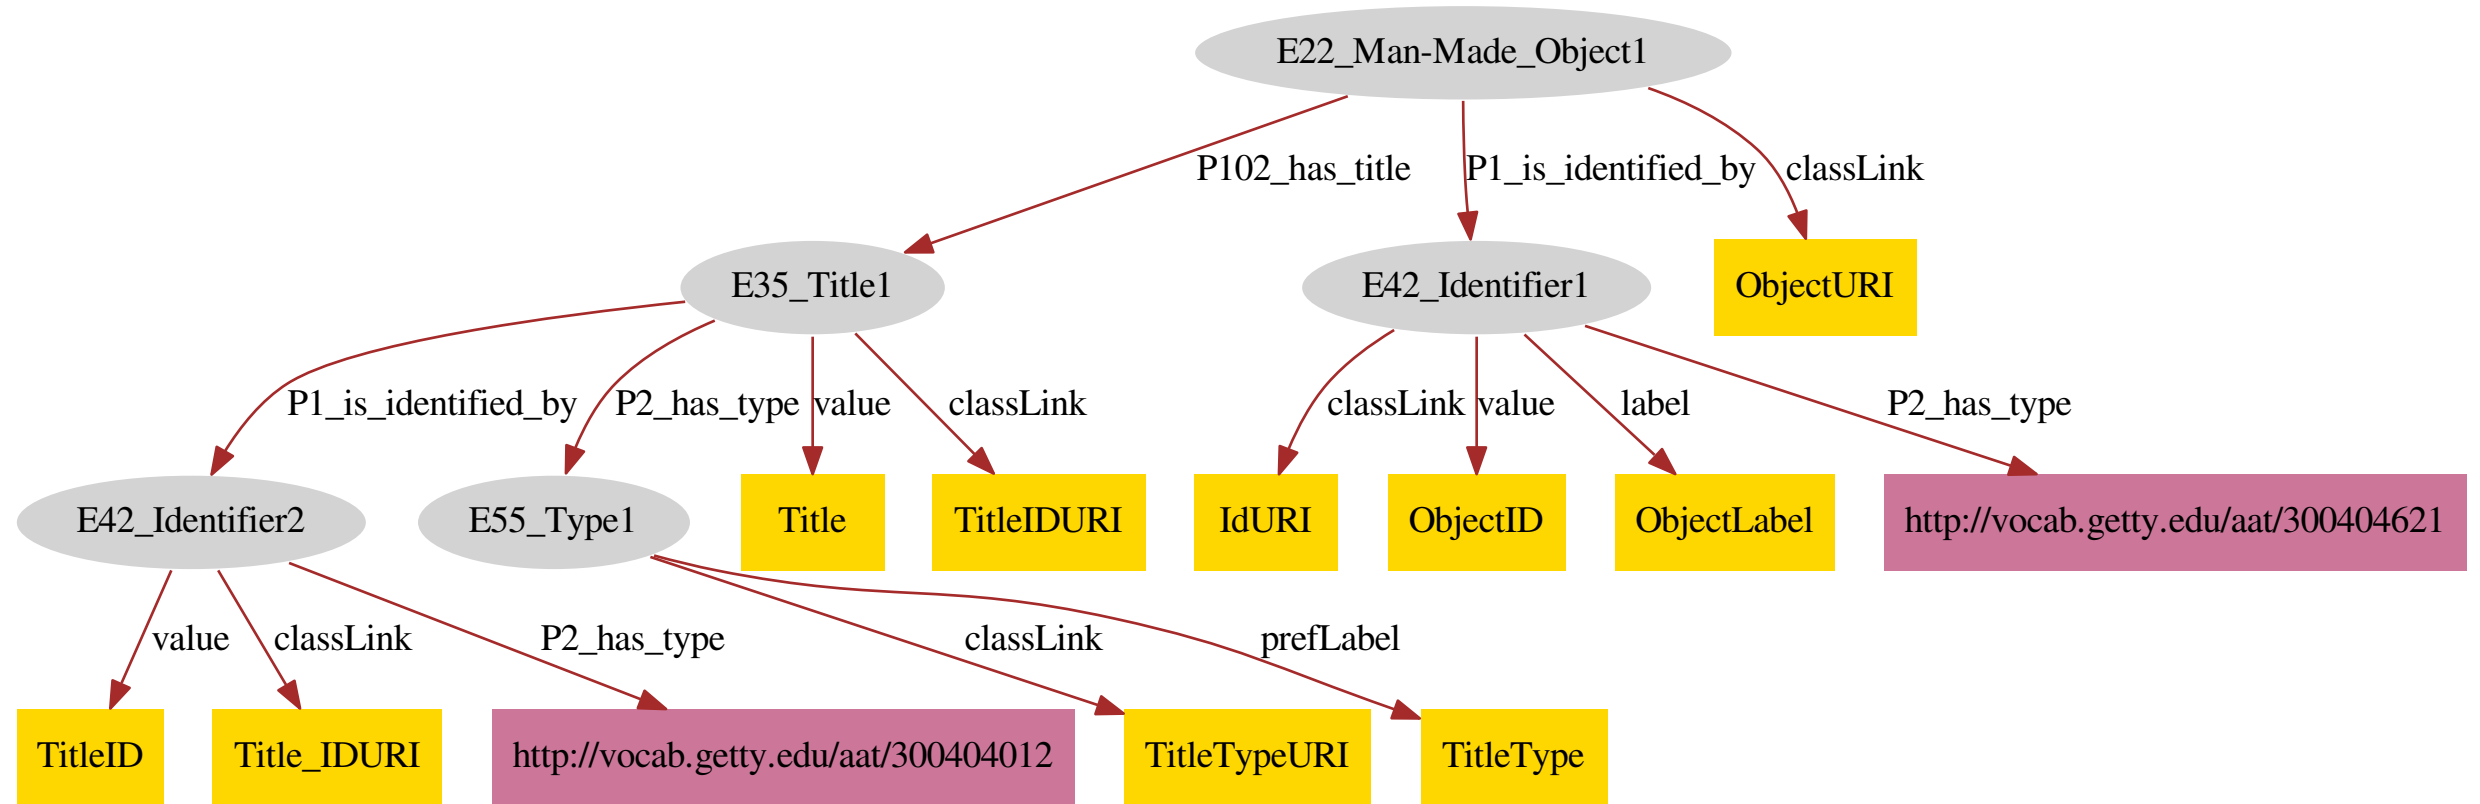 E22_Man-Made_Object1
P102_has_title
P1_is_identified_by
classLink
E35_Title1
E42_Identifier1
ObjectURI
P1_is_identified_by
P2_has_type
value
classLink
classLink
value
label
P2_has_type
E42_Identifier2
E55_Type1
Title
TitleIDURI
IdURI
ObjectID
ObjectLabel
http://vocab.getty.edu/aat/300404621
value
classLink
P2_has_type
classLink
prefLabel
TitleID
Title_IDURI
http://vocab.getty.edu/aat/300404012
TitleTypeURI
TitleType